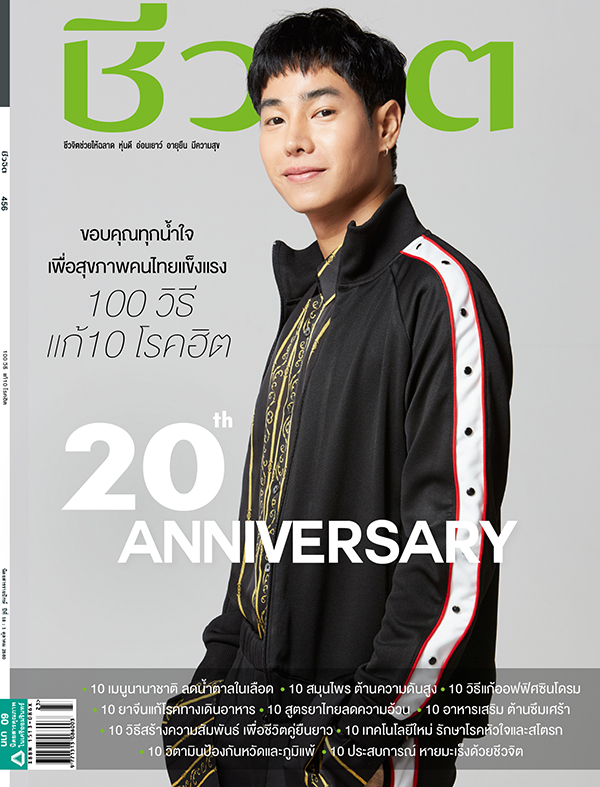 ชีวจิต
ชีวจิตช่วยให้ฉลาด หุ่นดี อ่อนเยาว์ อายุยืน มีความสุข
ขอบคุณทุกน้ำใจ
เพื่อสุขภาพคนไทยแข็งแรง
100 วิธี
แก้10 โรคฮิต
20th
ANNIVERSARY
• 10 เมนูนานาชาติ ลดน้ำตาลในเลือด • 10 สมุนไพร ต้านความดันสูง • 10 วิธีแก้ออฟฟิศซินโดรม
• 10 ยาจีนแก้โรคทางเดินอาหาร • 10 สูตรยาไทยลดความอ้วน • 10 อาหารเสริม ต้านซึมเศร้า
• 10 วิธีสร้างความสัมพันธ์ เพื่อชีวิตคู่ยืนยาว • 10 เทคโนโลยีใหม่ รักษาโรคหัวใจและสโตรก
• 10 วิตามินป้องกันหวัดและภูมิแพ้ • 10 ประสบการณ์ หายมะเร็งด้วยชีวจิต
ชีวจิต
456
100 วิธี แก้10 โรคฮิต
60 บาท